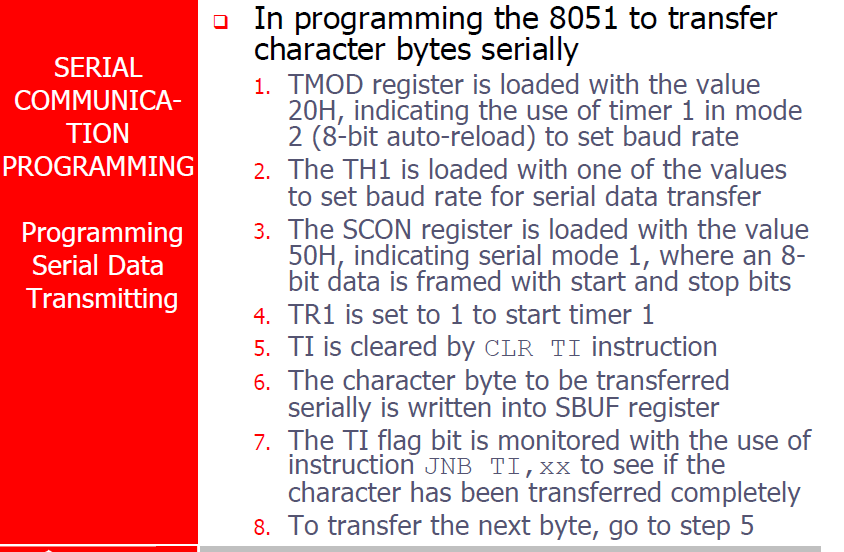 SERIAL
COMMUNICA-
TION
PROGRAMMING
Programming
Serial Data
Transmitting
In programming the 8051 to transfer
character bytes serially
1. TMOD register is loaded with the value
20H, indicating the use of timer 1 in mode
2 (8-bit auto-reload) to set baud rate
2. The TH1 is loaded with one of the values
to set baud rate for serial data transfer
3. The SCON register is loaded with the value
50H, indicating serial mode 1, where an 8-
bit data is framed with start and stop bits
4. TR1 is set to 1 to start timer 1
5. TI is cleared by CLR TI instruction
6. The character byte to be transferred
serially is written into SBUF register
7. The TI flag bit is monitored with the use of
instruction JNB TI,xx to see if the
character has been transferred completely
8. To transfer the next byte, go to step 5